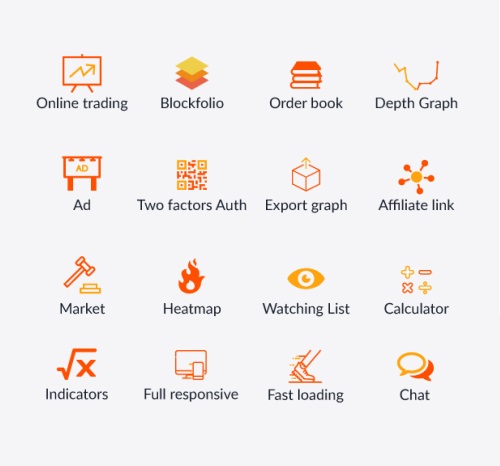 Online trading
Blockfolio
Order book
Depth Graph
AD
Ad
Two factors Auth
Export graph
Affiliate link
Market
Heatmap
Watching List
Calculator
Indicators
Full responsive
Fast loading
Chat